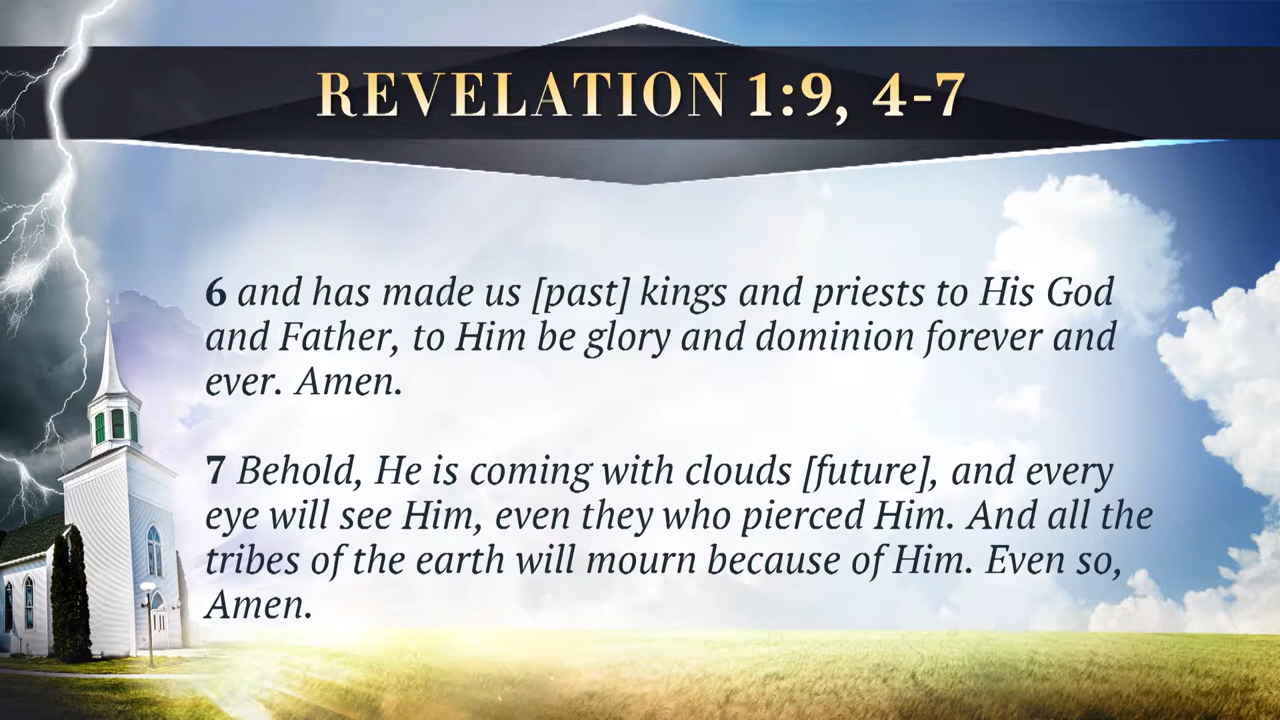 REVELATION 1:9, 4-7
6 and has made us [past] kings and priests to His God
and Father, to Him be glory and dominion forever and
ever. Amen.
7 Behold, He is coming with clouds [future], and every
eye will see Him, even they who pierced Him. And all the
tribes of the earth will mourn because of Him. Even so,
Amen.